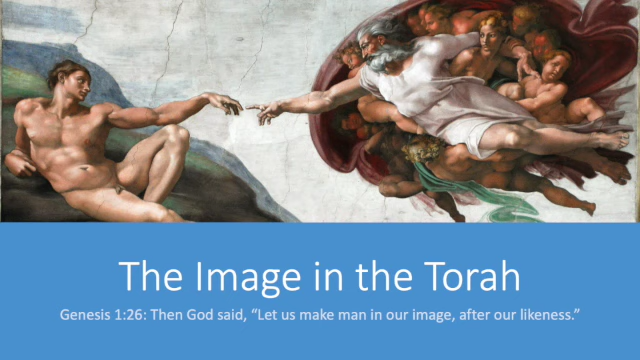 The Image in the Torah
Genesis 1:26: Then God said, “Let us make man in our image, after our likeness.”